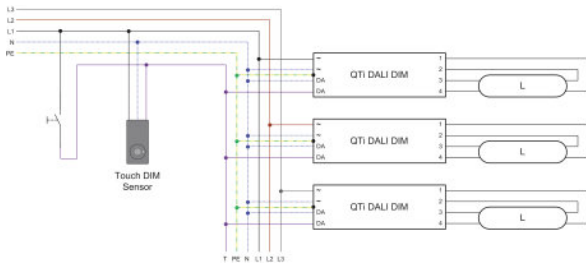 L3
L2
L1
N
PE
~ QTi DALI DIM 1
~ 2
DA 3
DA 4
L
~ QTi DALI DIM 1
~ 2
DA 3
DA 4
L
~ QTi DALI DIM 1
~ 2
DA 3
DA 4
L
Touch DIM
Sensor
T PE N L1 L2 L3